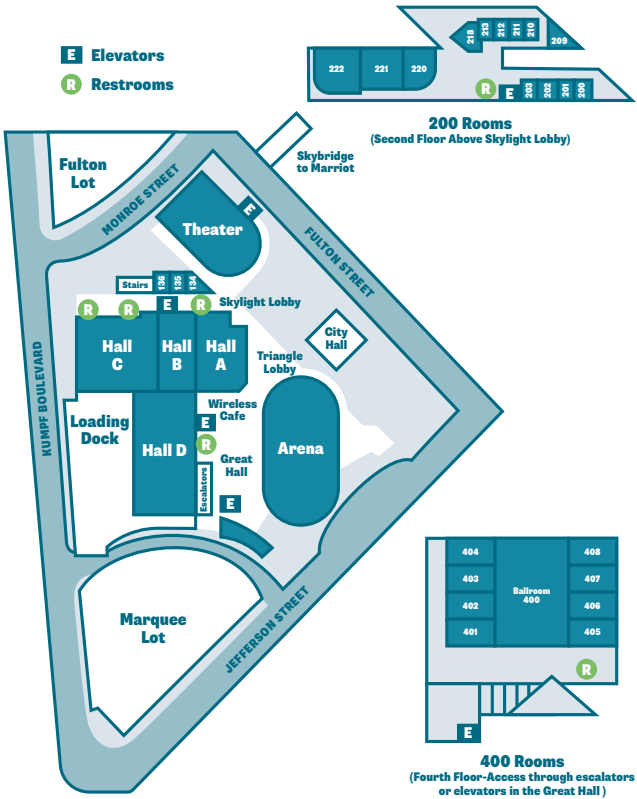 E Elevators
R Restrooms
222
221
220
218
213
212
211
210
209
R
E
203
202
201
200
200 Rooms
(Second Floor Above Skylight Lobby)
Skybridge
to Marriot
Fulton
Lot
MONROE STREET
FULTON STREET
E
Theater
Stairs
136
135
134
R
R
E
R
Skylight Lobby
Hall
C
Hall
B
Hall
A
City
Hall
Triangle
Lobby
KUMPF BOULEVARD
Loading
Dock
Wireless
Cafe
E
R
Hall D
Great
Hall
Escalators
E
Arena
Marquee
Lot
JEFFERSON STREET
404
403
402
401
Ballroom
400
408
407
406
405
R
E
400 Rooms
(Fourth Floor-Access through escalators
or elevators in the Great Hall )